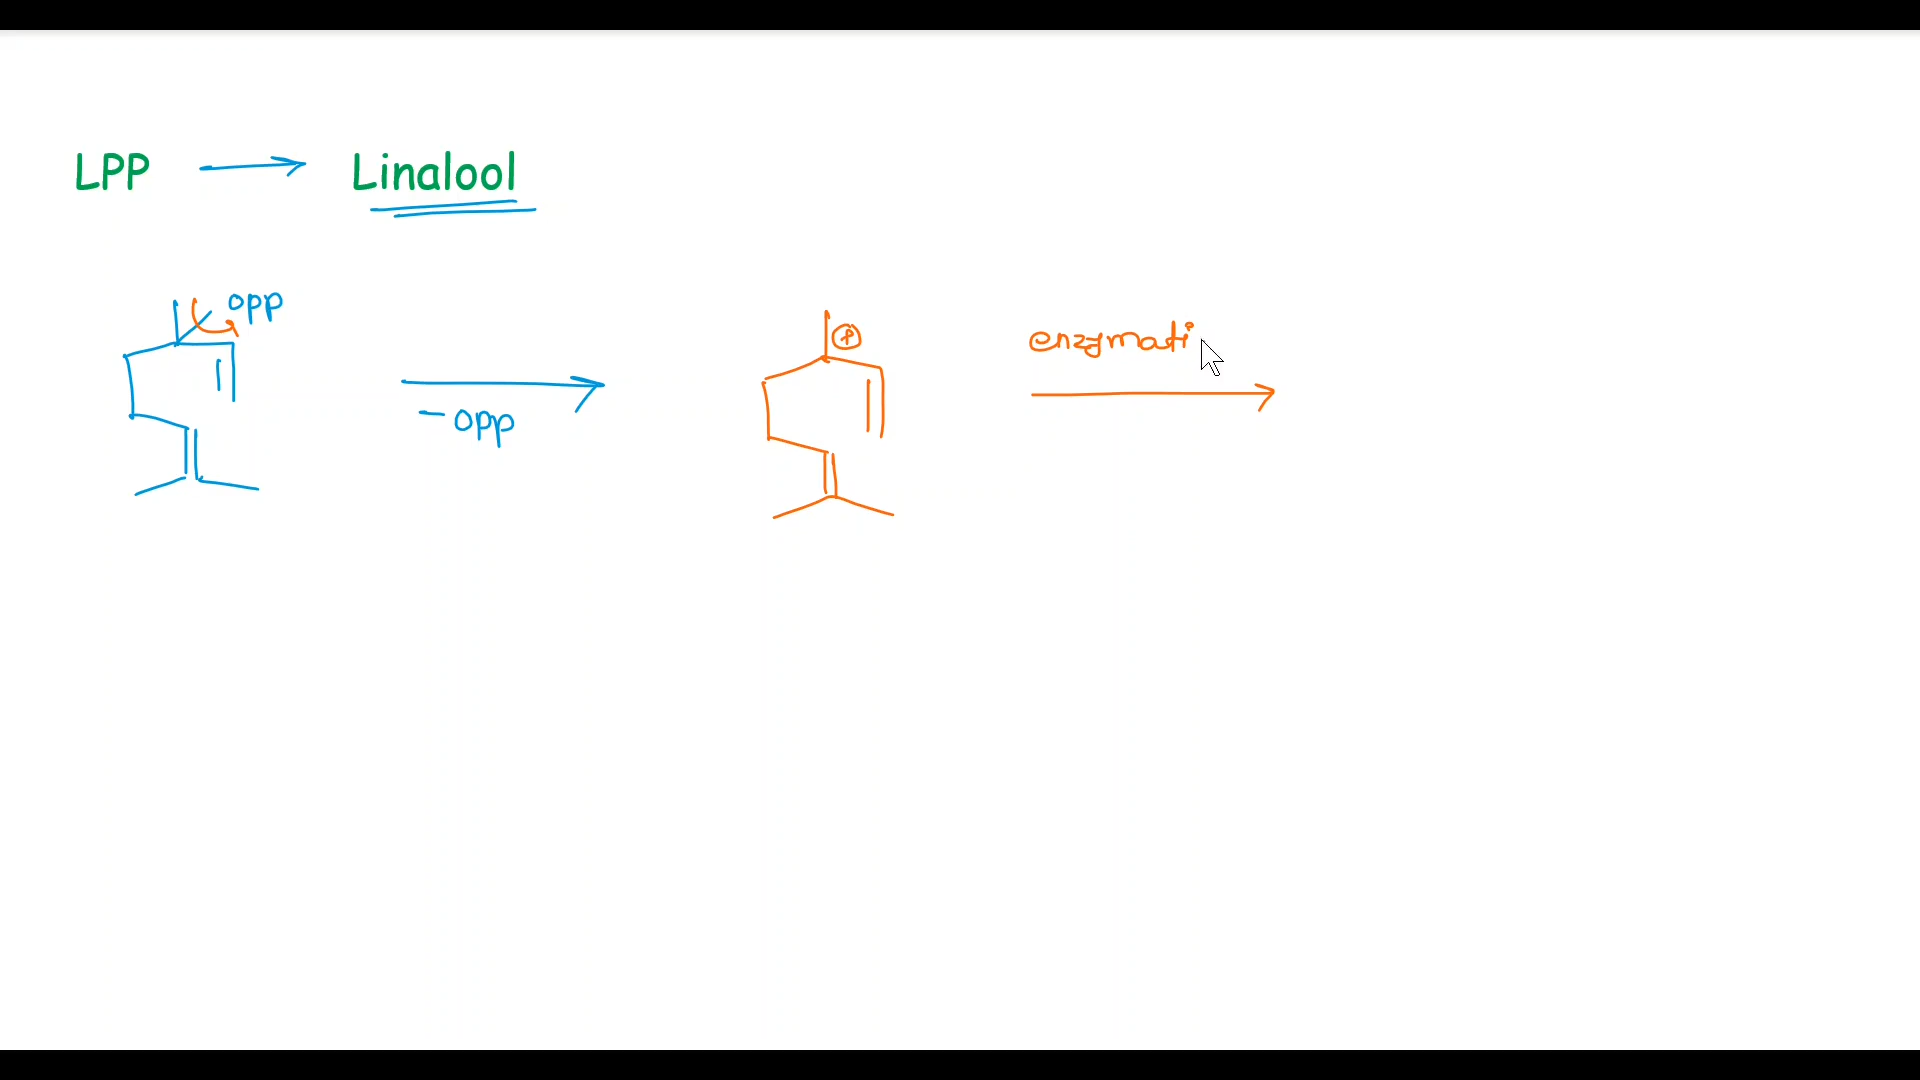 LPP → Linalool
opp
⊕
enzymati
- opp